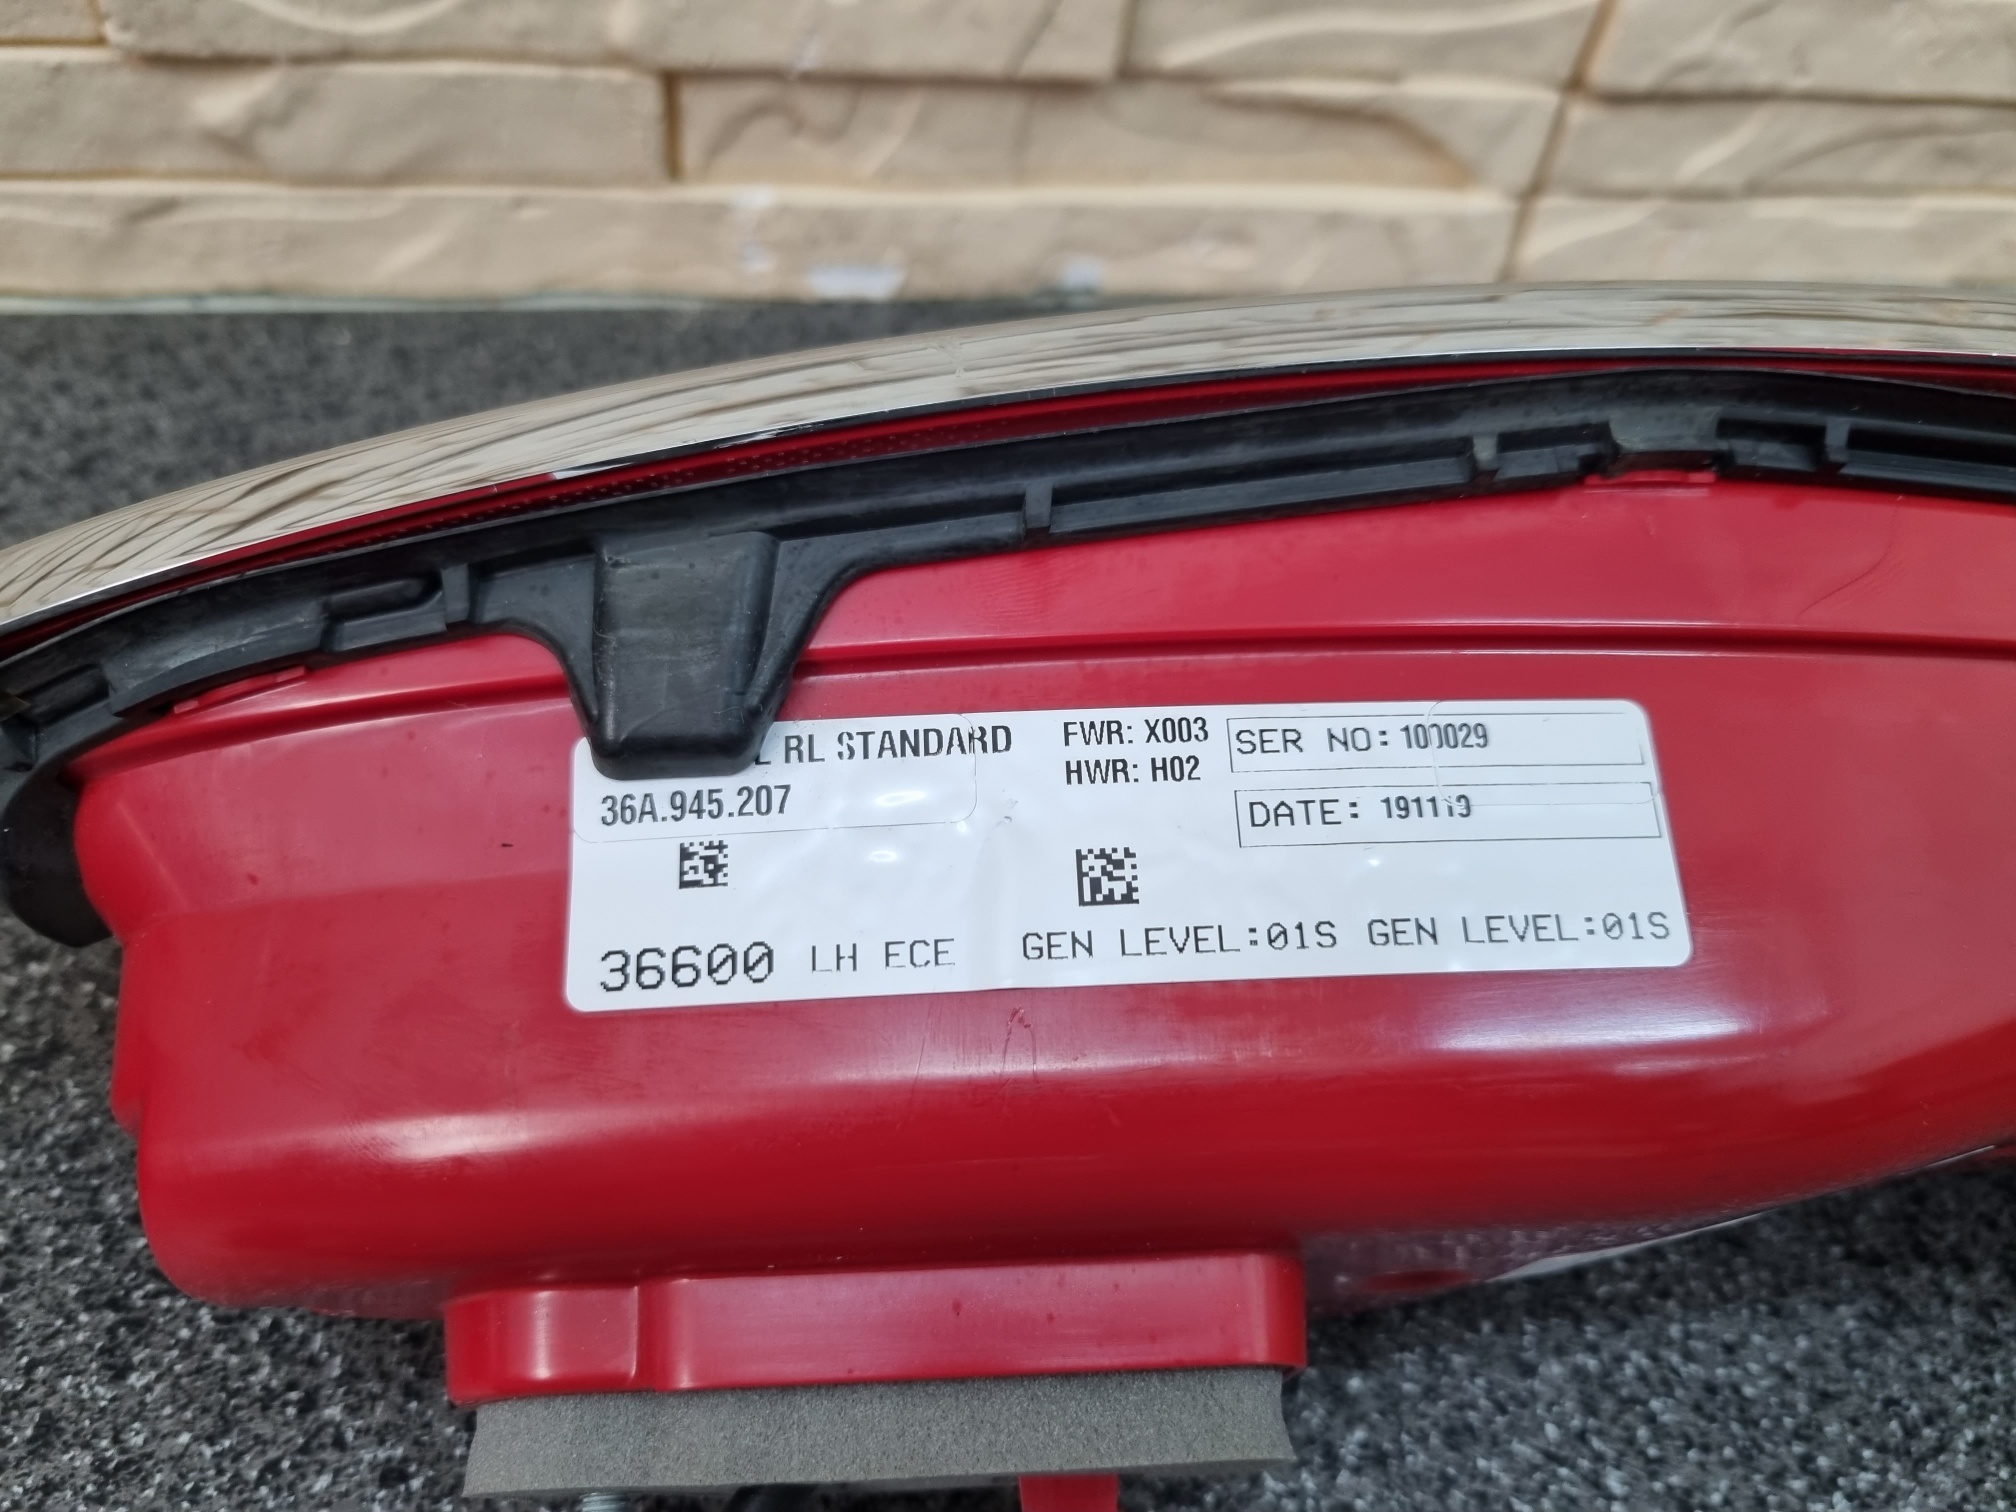 RL STANDARD
36A.945.207
FWR: X003
HWR: H02
SER NO: 100029
DATE: 191119
36600 LH ECE GEN LEVEL:01S GEN LEVEL:01S